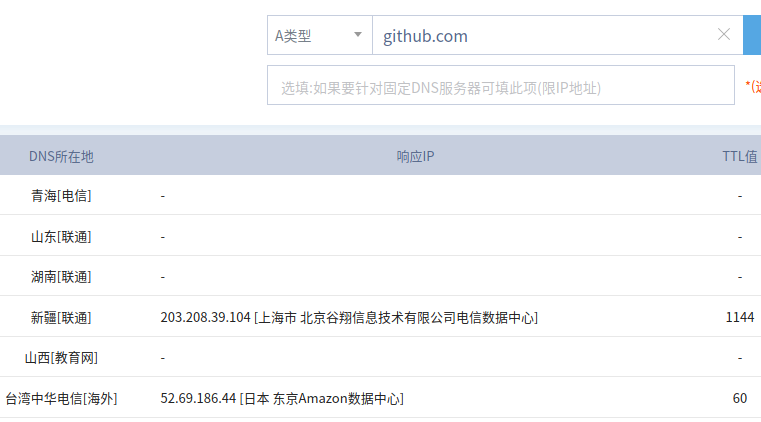 A类型 github.com
选填:如果要针对固定DNS服务器可填此项(限IP地址) *(
DNS所在地 响应IP TTL值
青海[电信] - -
山东[联通] - -
湖南[联通] - -
新疆[联通] 203.208.39.104 [上海市 北京谷翔信息技术有限公司电信数据中心] 1144
山西[教育网] - -
台湾中华电信[海外] 52.69.186.44 [日本 东京Amazon数据中心] 60